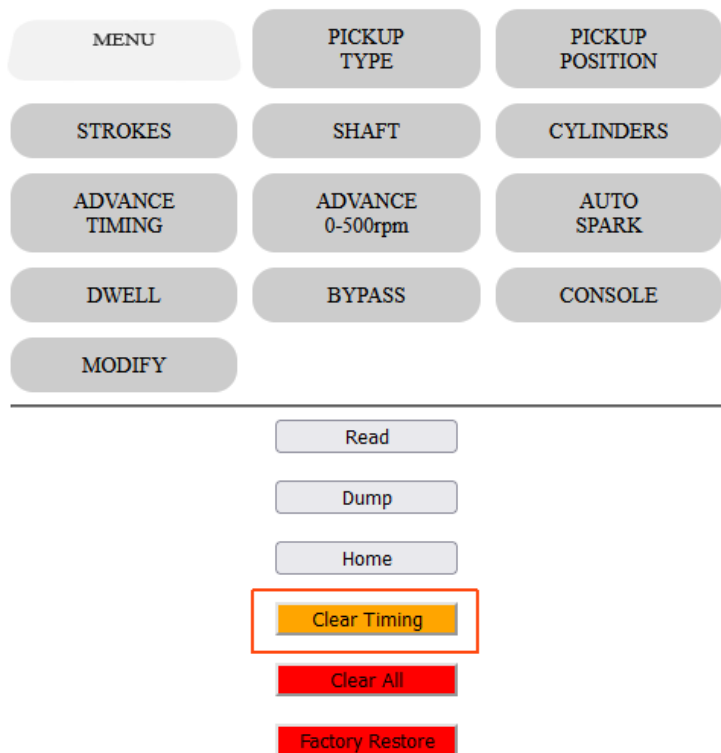 MENU
PICKUP
TYPE
PICKUP
POSITION
STROKES
SHAFT
CYLINDERS
ADVANCE
TIMING
ADVANCE
0-500rpm
AUTO
SPARK
DWELL
BYPASS
CONSOLE
MODIFY
Read
Dump
Home
Clear Timing
Clear All
Factory Restore